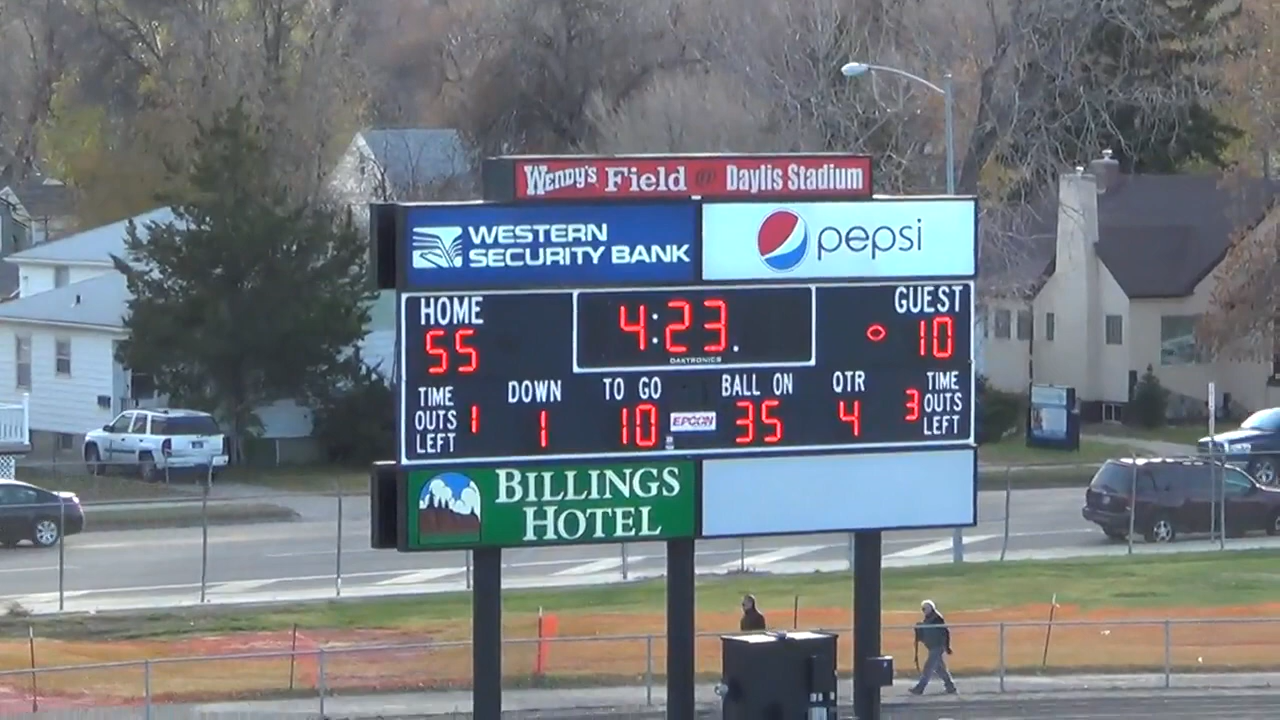 WENDY'S Field @ Daylis Stadium
WESTERN SECURITY BANK
pepsi
HOME 4:23. GUEST
55 10
DAKTRONICS
TIME OUTS LEFT 1 DOWN 1 TO GO 10 EPCON BALL ON 35 QTR 4 3 TIME OUTS LEFT
BILLINGS HOTEL